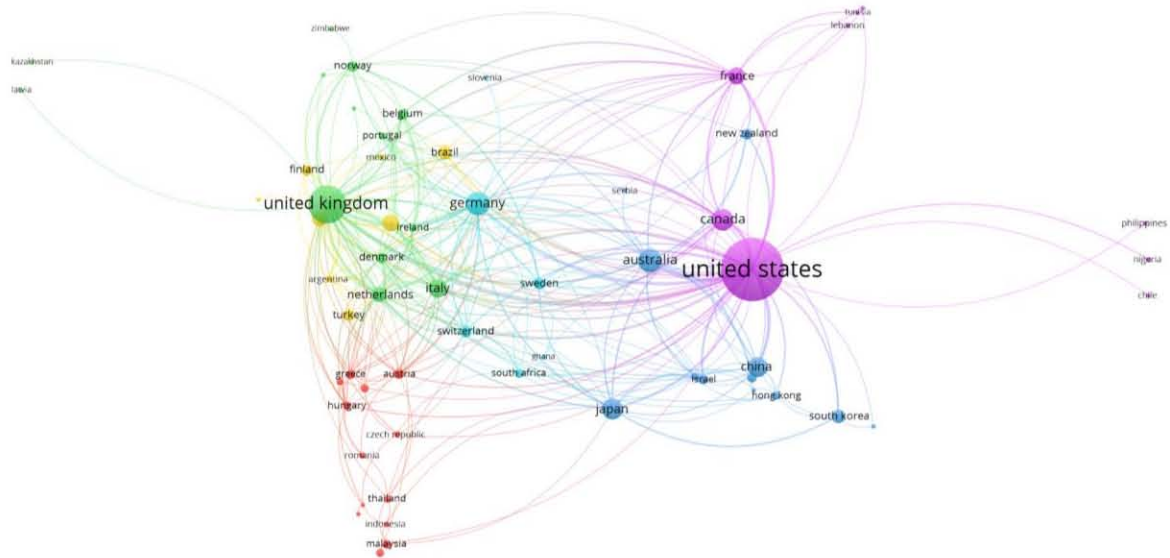 tunisia
lebanon
zimbabwe
kazakhstan
norway
slovenia
france
latvia
belgium
new zealand
portugal
brazil
mexico
finland
serbia
united kingdom
germany
canada
philippines
ireland
denmark
australia
united states
nigeria
argentina
sweden
italy
netherlands
chile
turkey
switzerland
ghana
china
greece
austria
south africa
israel
hong kong
hungary
japan
south korea
czech republic
romania
thailand
indonesia
malaysia